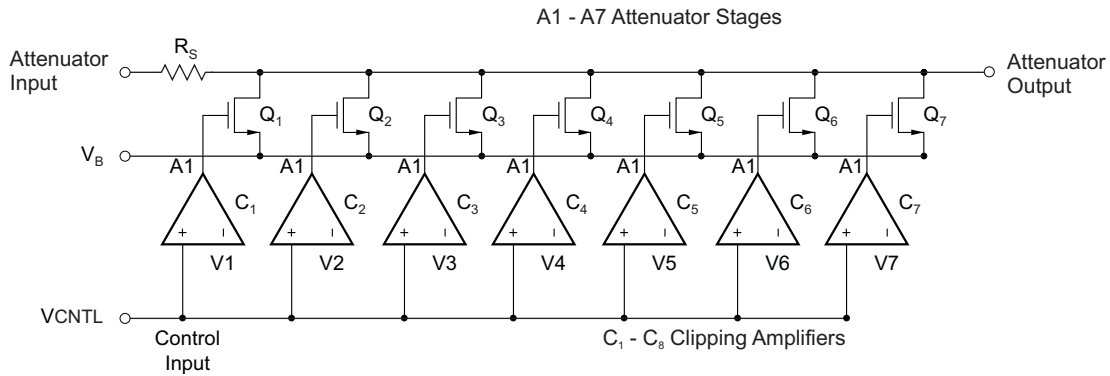 A1 - A7 Attenuator Stages
Attenuator
Input
R_S
Attenuator
Output
Q₁ Q₂ Q₃ Q₄ Q₅ Q₆ Q₇
V_B
A1 A1 A1 A1 A1 A1 A1
C₁ C₂ C₃ C₄ C₅ C₆ C₇
+ – + – + – + – + – + – + –
V1 V2 V3 V4 V5 V6 V7
VCNTL
Control
Input
C₁ - C₈ Clipping Amplifiers